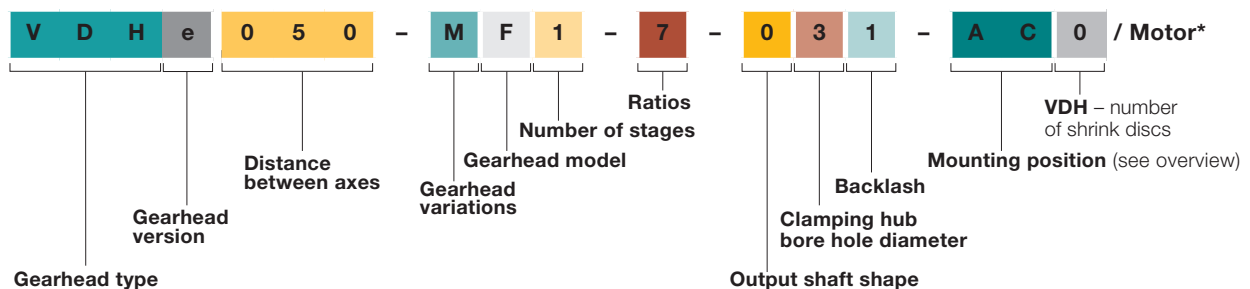 V D H e 0 5 0 – M F 1 – 7 – 0 3 1 – A C 0 / Motor*
Ratios
VDH – number
of shrink discs
Number of stages
Distance
between axes
Gearhead model
Mounting position (see overview)
Gearhead
variations
Backlash
Gearhead
version
Clamping hub
bore hole diameter
Gearhead type
Output shaft shape